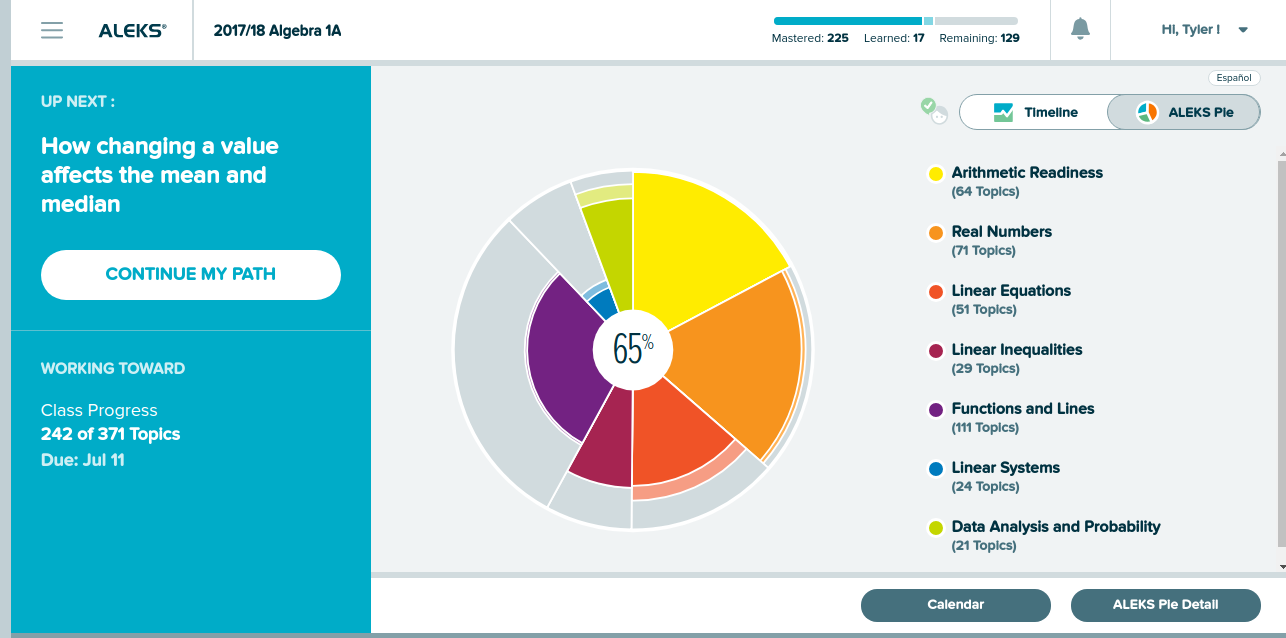 ALEKS®
2017/18 Algebra 1A
Mastered: 225 Learned: 17 Remaining: 129
Hi, Tyler !
UP NEXT :
How changing a value
affects the mean and
median
CONTINUE MY PATH
WORKING TOWARD
Class Progress
242 of 371 Topics
Due: Jul 11
Español
Timeline
ALEKS Pie
65%
Arithmetic Readiness
(64 Topics)
Real Numbers
(71 Topics)
Linear Equations
(51 Topics)
Linear Inequalities
(29 Topics)
Functions and Lines
(111 Topics)
Linear Systems
(24 Topics)
Data Analysis and Probability
(21 Topics)
Calendar
ALEKS Pie Detail